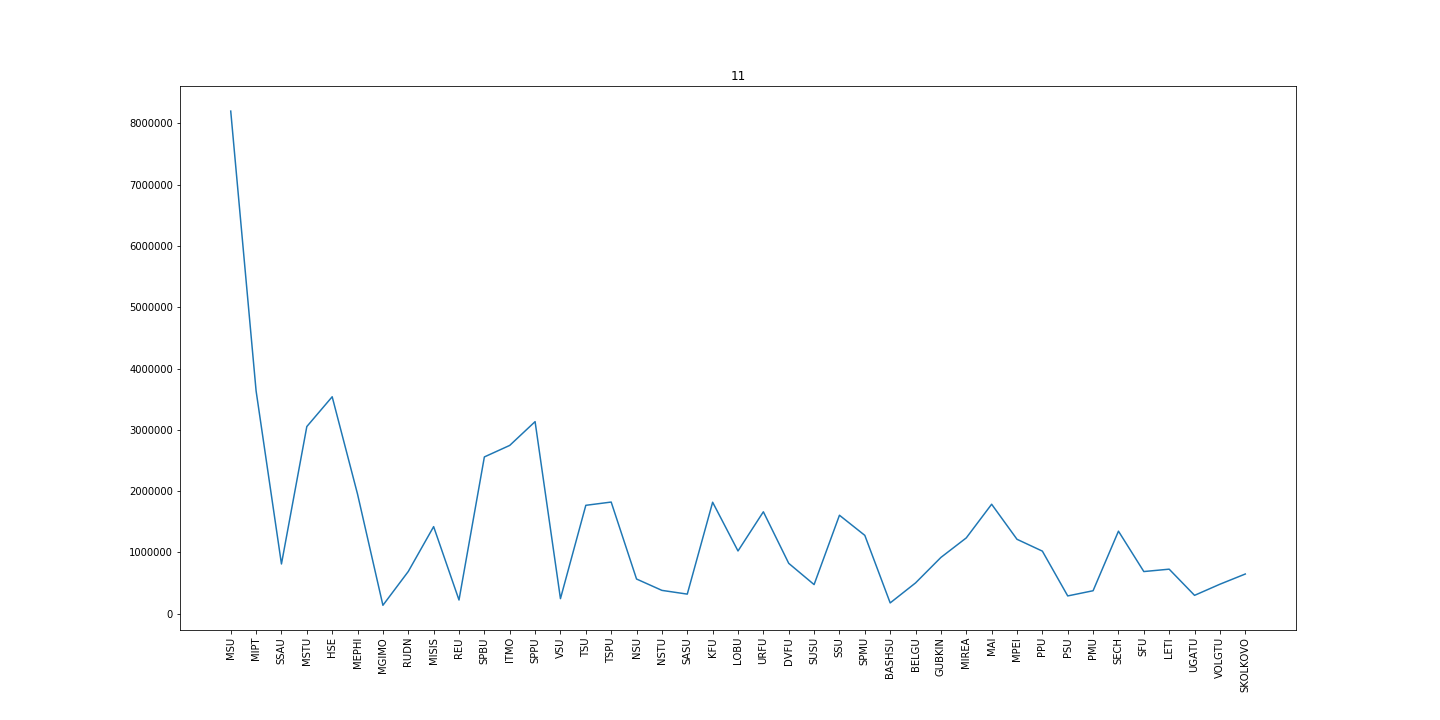 11
8000000
7000000
6000000
5000000
4000000
3000000
2000000
1000000
0
MSU
MIPT
SSAU
MSTU
HSE
MEPHI
MGIMO
RUDN
MISIS
REU
SPBU
ITMO
SPPU
VSU
TSU
TSPU
NSU
NSTU
SASU
KFU
LOBU
URFU
DVFU
SUSU
SSU
SPMU
BASHSU
BELGU
GUBKIN
MIREA
MAI
MPEI
PPU
PSU
PMU
SECH
SFU
LETI
UGATU
VOLGTU
SKOLKOVO